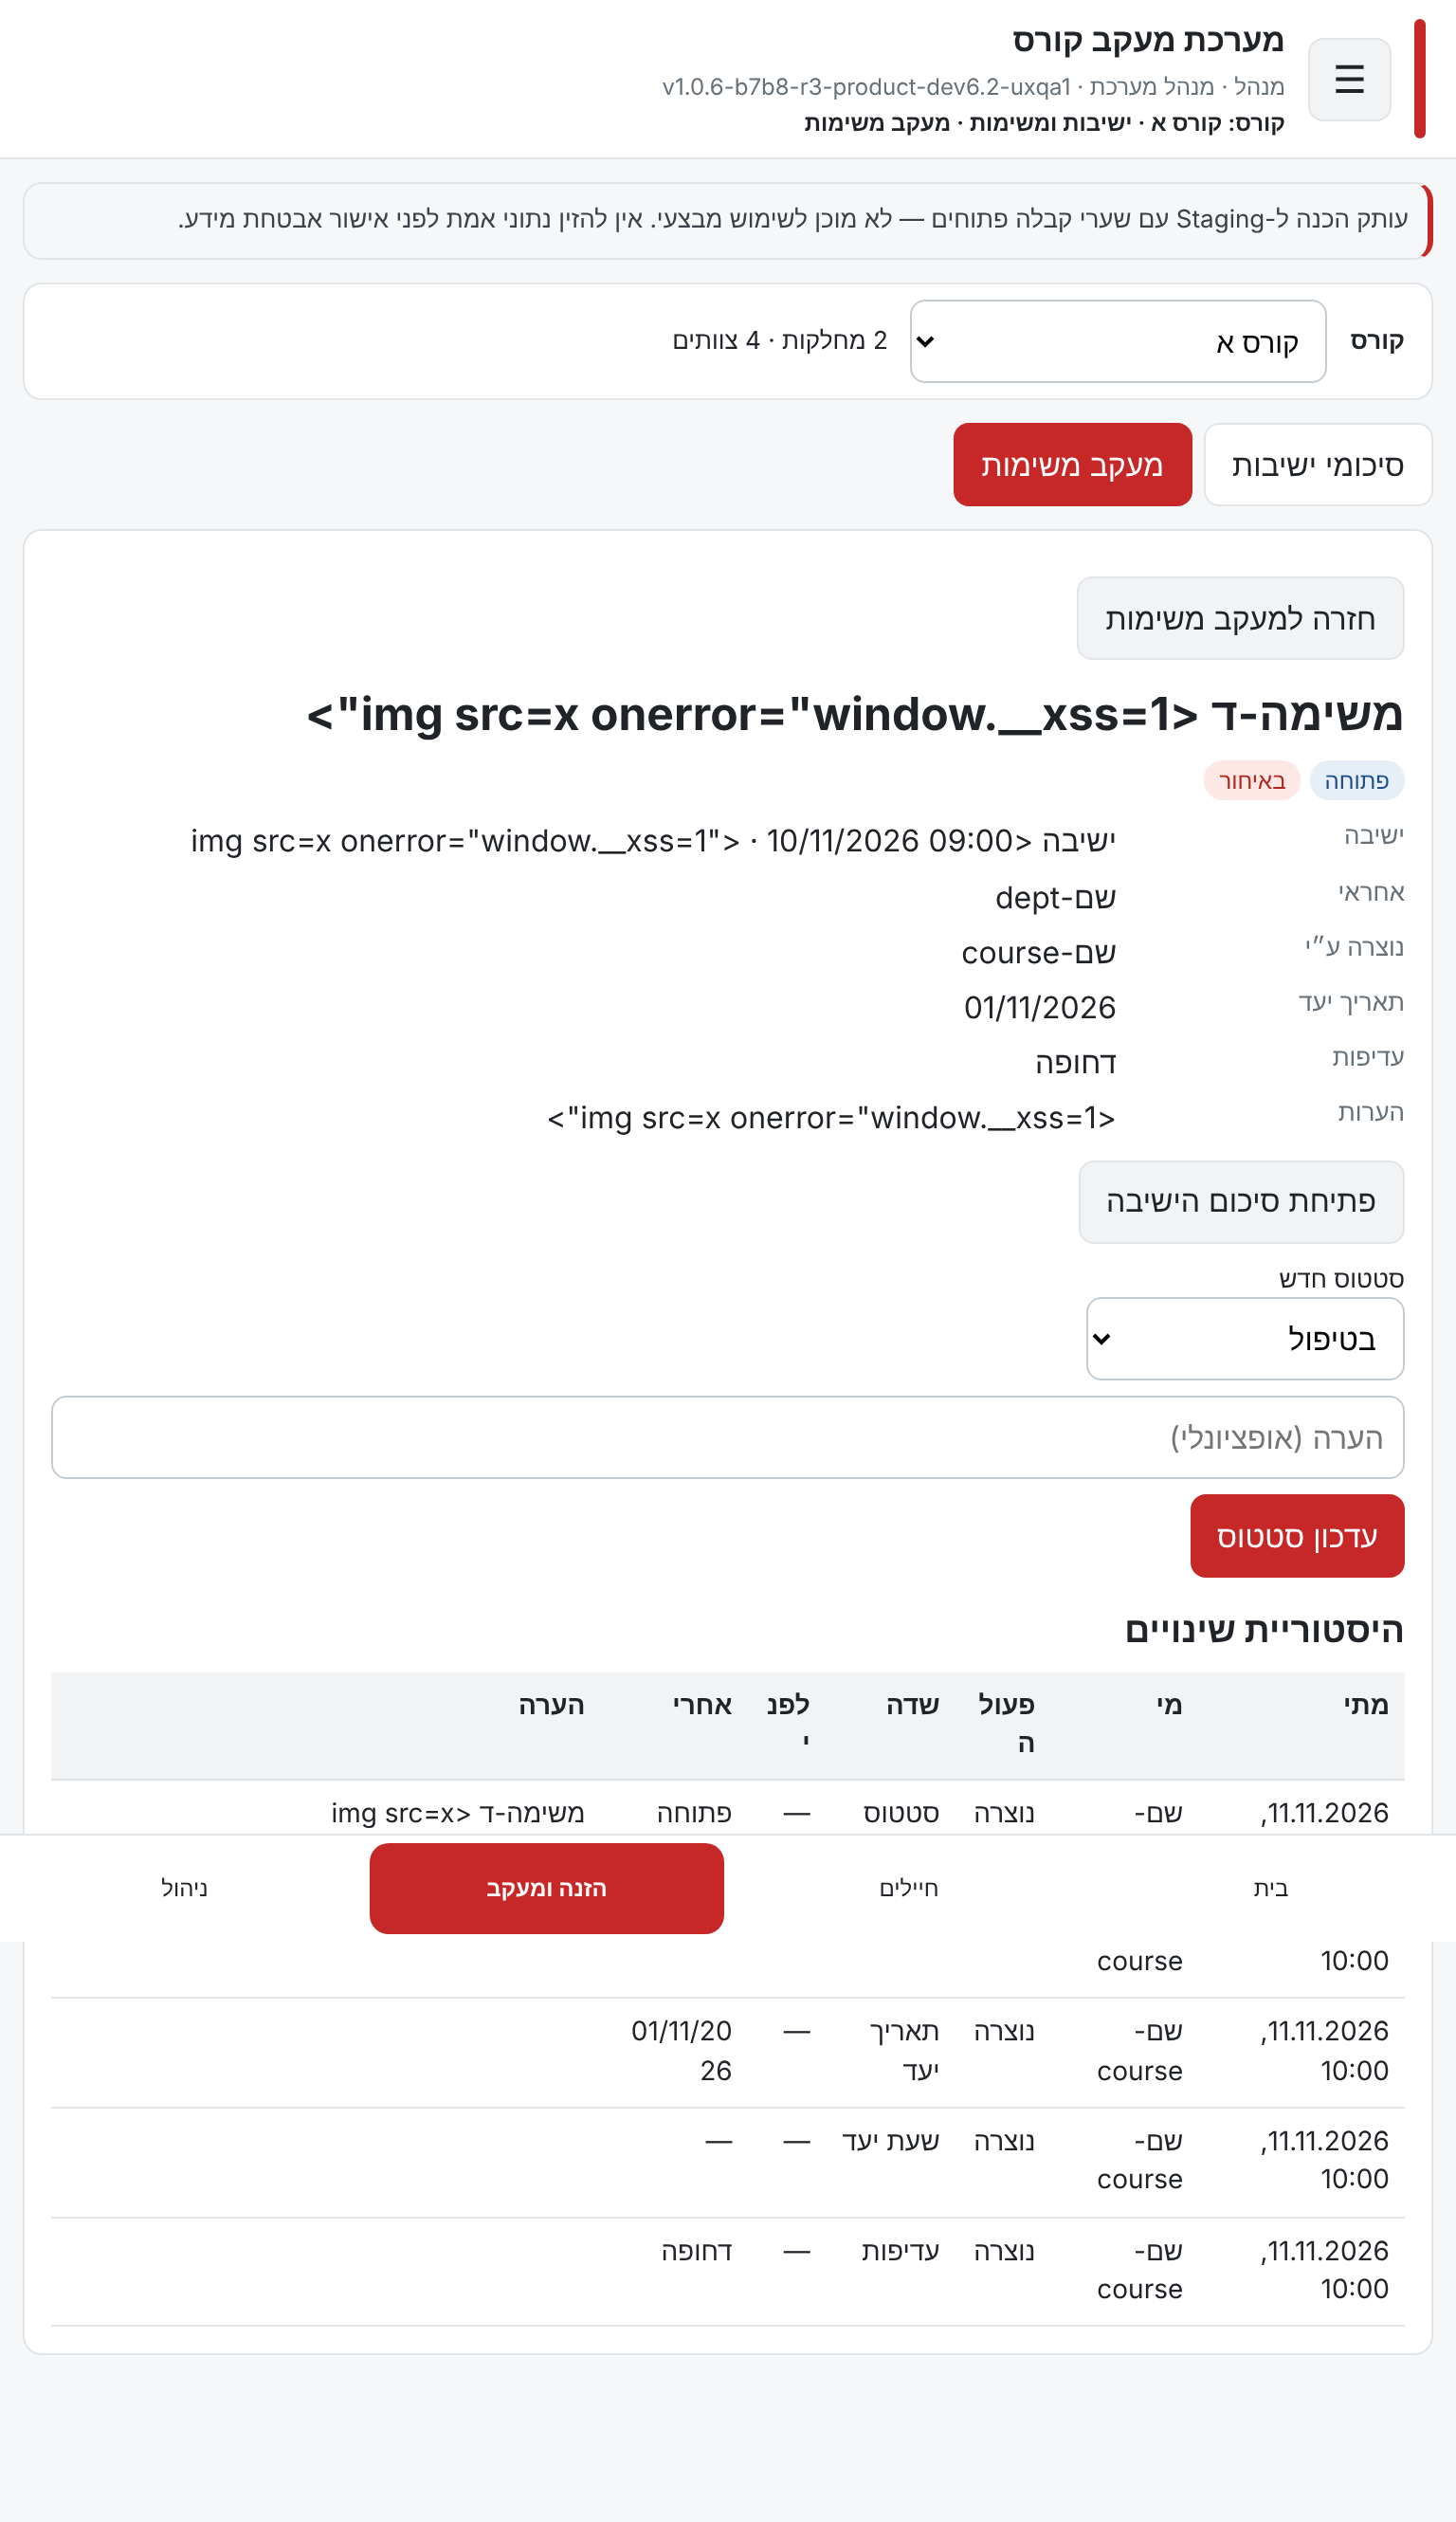 מערכת מעקב קורס
מנהל · מנהל מערכת · v1.0.6-b7b8-r3-product-dev6.2-uxqa1
קורס: קורס א · ישיבות ומשימות · מעקב משימות
☰
עותק הכנה ל-Staging עם שערי קבלה פתוחים — לא מוכן לשימוש מבצעי. אין להזין נתוני אמת לפני אישור אבטחת מידע.
קורס
קורס א
2 מחלקות · 4 צוותים
סיכומי ישיבות
מעקב משימות
חזרה למעקב משימות
משימה-ד <img src=x onerror="window.__xss=1">
פתוחה
באיחור
ישיבה
ישיבה <img src=x onerror="window.__xss=1"> · 10/11/2026 09:00
אחראי
שם-dept
נוצרה ע״י
שם-course
תאריך יעד
01/11/2026
עדיפות
דחופה
הערות
<img src=x onerror="window.__xss=1">
פתיחת סיכום הישיבה
סטטוס חדש
בטיפול
הערה (אופציונלי)
עדכון סטטוס
היסטוריית שינויים
מתי מי פעול שדה לפנ אחרי הערה
ה י
11.11.2026, שם- נוצרה סטטוס — פתוחה משימה-ד <img src=x
בית
חיילים
הזנה ומעקב
ניהול
10:00 course
11.11.2026, שם- נוצרה תאריך — 01/11/20
10:00 course יעד 26
11.11.2026, שם- נוצרה שעת יעד — —
10:00 course
11.11.2026, שם- נוצרה עדיפות — דחופה
10:00 course